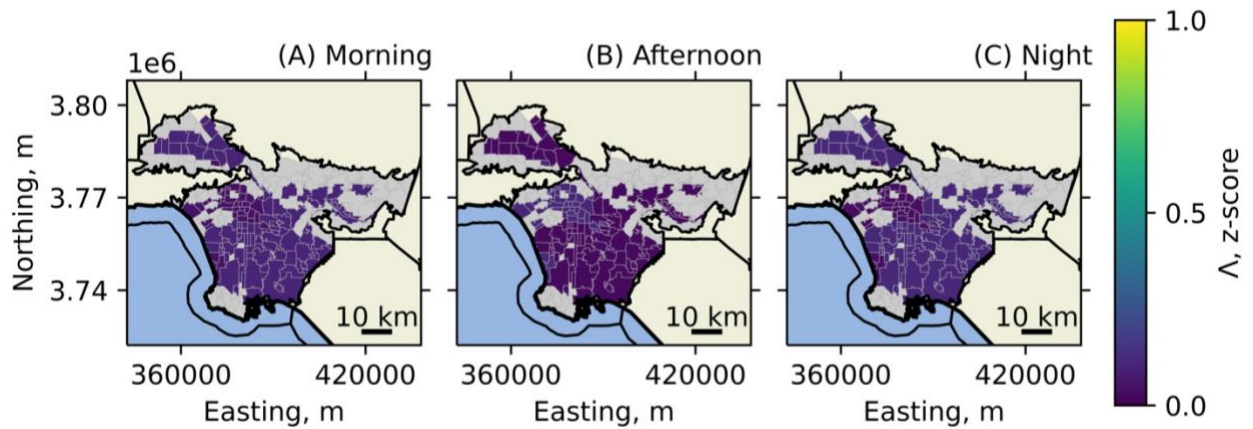 1e6
(A) Morning
(B) Afternoon
(C) Night
3.80
3.77
3.74
Northing, m
10 km
10 km
10 km
360000
420000
360000
420000
360000
420000
Easting, m
Easting, m
Easting, m
1.0
0.5
0.0
Λ, z-score